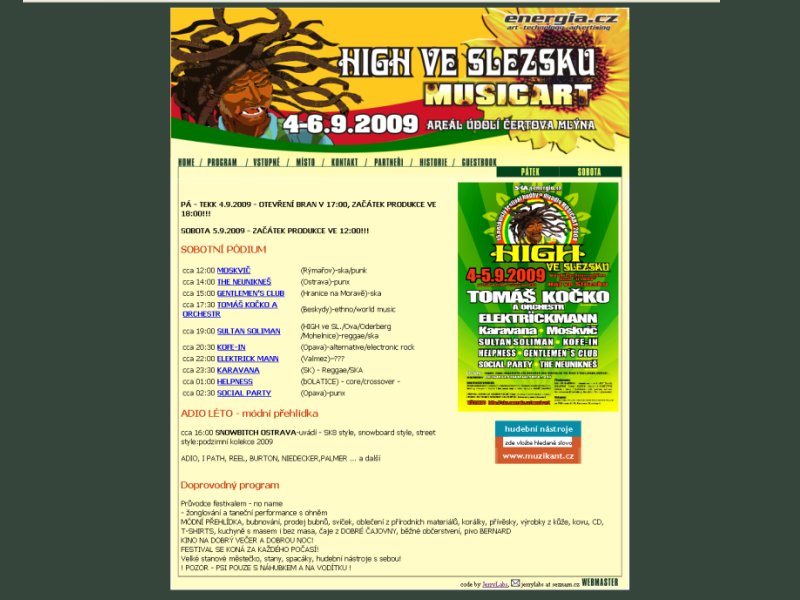 energia.cz
art - technology - advertising
HIGH VE SLEZSKU
MUSICART
4-6.9.2009 AREÁL ÚDOLÍ ČERTOVA MLÝNA
HOME / PROGRAM / VSTUPNÉ / MÍSTO / KONTAKT / PARTNEŘI / HISTORIE / GUESTBOOK
PÁTEK SOBOTA
PÁ - TEKK 4.9.2009 - OTEVŘENÍ BRAN V 17:00, ZAČÁTEK PRODUKCE VE
18:00!!!
SOBOTA 5.9.2009 - ZAČÁTEK PRODUKCE VE 12:00!!!
SOBOTNÍ PÓDIUM
cca 12:00 MOSKVIČ (Rýmařov)-ska/punk
cca 14:00 THE NEUNIKNEŠ (Ostrava)-punx
cca 15:00 GENTLEMEN'S CLUB (Hranice na Moravě)-ska
cca 17:30 TOMÁŠ KOČKO A
ORCHESTR (Beskydy)-ethno/world music
cca 19:00 SULTAN SOLIMAN (HIGH ve SL./Ova/Oderberg
/Mohelnice)-reggae/ska
cca 20:30 KOFE-IN (Opava)-alternative/electronic rock
cca 22:00 ELEKTRICK MANN (Valmez)-???
cca 23:30 KARAVANA (SK) - Reggae/SKA
cca 01:00 HELPNESS (bOLATICE) - core/crossover -
cca 02:30 SOCIAL PARTY (Opava)-punx
ADIO LÉTO - módní přehlídka
cca 16:00 SNOWBITCH OSTRAVA-uvádí - SK8 style, snowboard style, street
style:podzimní kolekce 2009
ADIO, I PATH, REEL, BURTON, NIEDECKER,PALMER ... a další
Doprovodný program
Průvodce festivalem - no name
- žonglování a taneční performance s ohněm
MÓDNÍ PŘEHLÍDKA, bubnování, prodej bubnů, svíček, oblečení z přírodních materiálů, korálky, přívěsky, výrobky z kůže, kovu, CD,
T-SHIRTS, kuchyně s masem i bez masa, čaje z DOBRÉ ČAJOVNY, běžné občerstvení, pivo BERNARD
KINO NA DOBRÝ VEČER A DOBROU NOC!
FESTIVAL SE KONÁ ZA KAŽDÉHO POČASÍ!
Velké stanové městečko, stany, spacáky, hudební nástroje s sebou!
! POZOR - PSI POUZE S NÁHUBKEM A NA VODÍTKU !
HIGH
VE SLEZSKU
4-5.9.2009
TOMÁŠ KOČKO
A ORCHESTR
ELEKTRICKMANN
Karavana Moskvič
SULTAN SOLIMAN KOFE-IN
HELPNESS GENTLEMEN'S CLUB
SOCIAL PARTY THE NEUNIKNEŠ
hudební nástroje
zde vložte hledané slovo
www.muzikant.cz
code by JerryLabs, jerrylabs at seznam.cz WEBMASTER